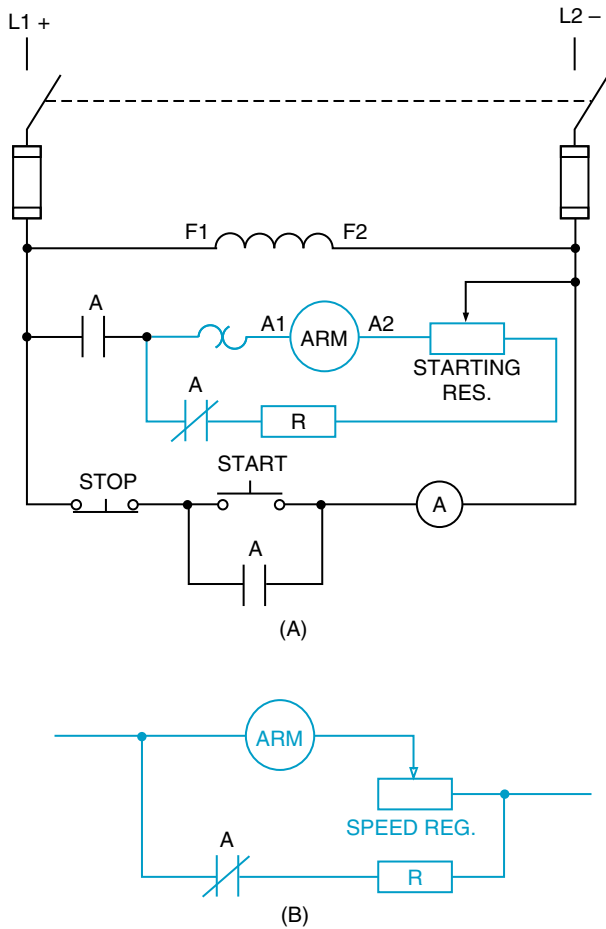 L1 + L2 –
F1 F2
A
A1 ARM A2
STARTING
RES.
A
R
START
STOP
A
A
(A)
ARM
SPEED REG.
A
R
(B)